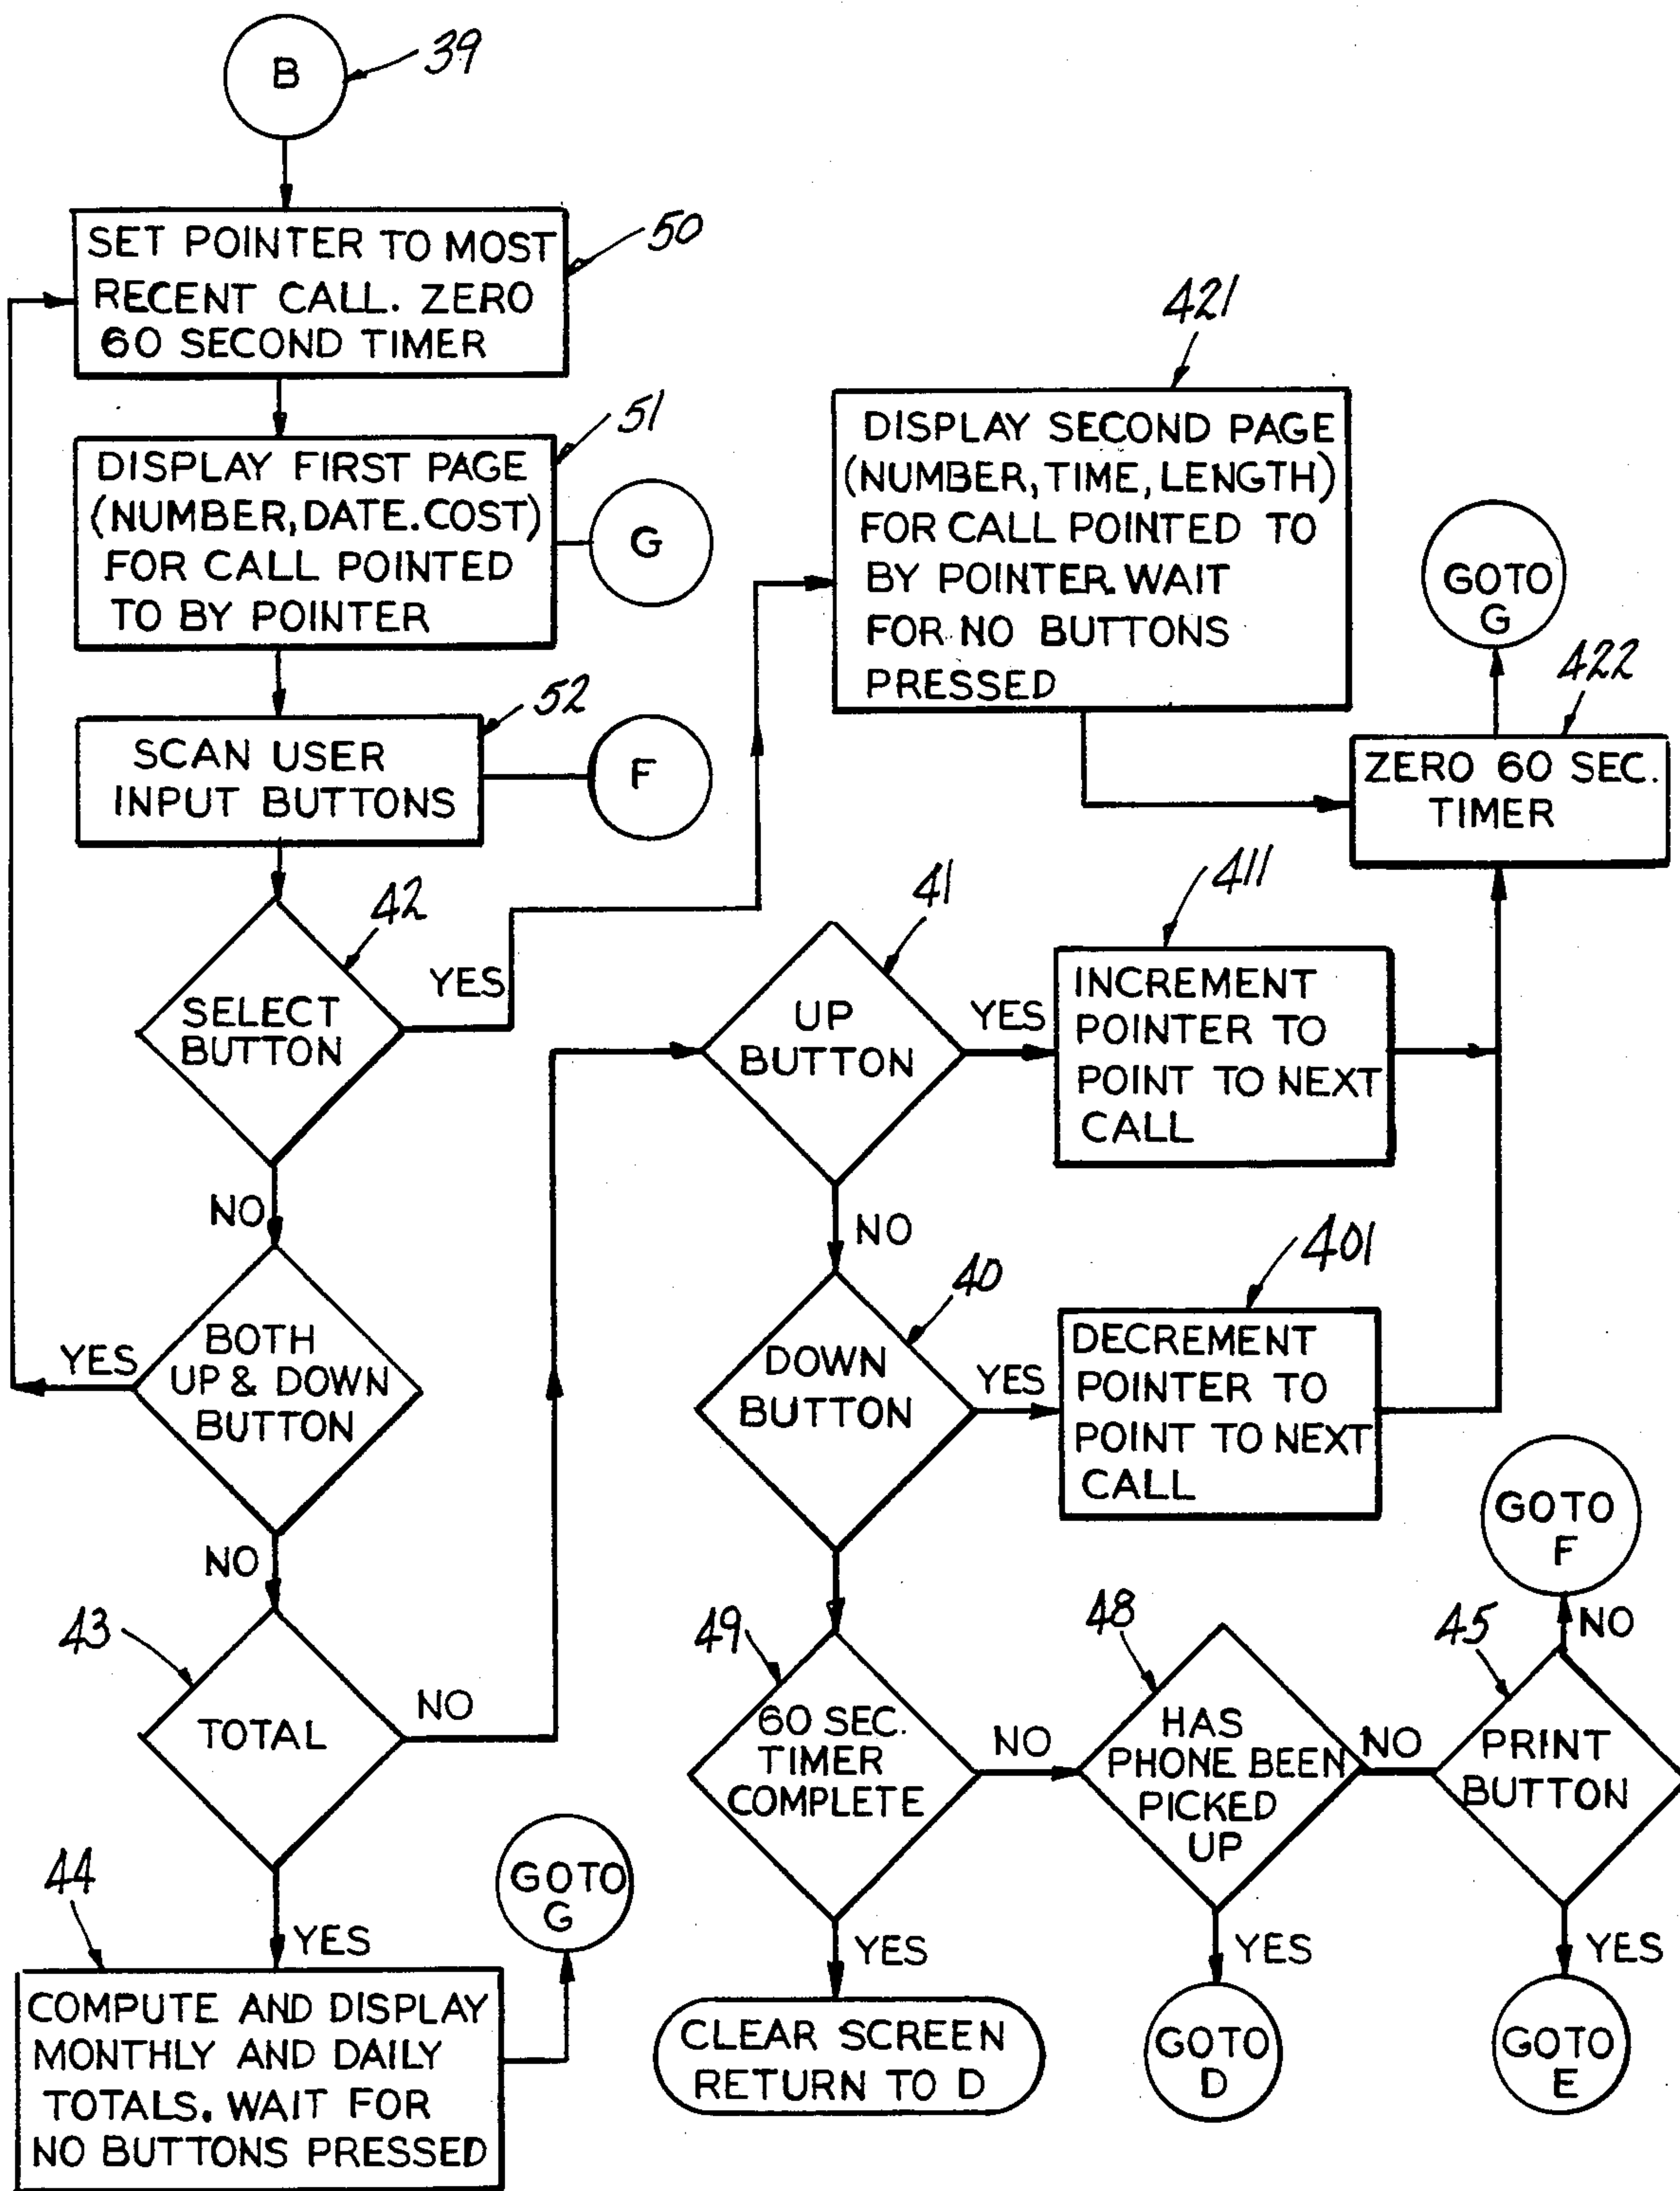 B
39
SET POINTER TO MOST
RECENT CALL. ZERO
60 SECOND TIMER
50
DISPLAY FIRST PAGE
(NUMBER, DATE. COST)
FOR CALL POINTED
TO BY POINTER
51
G
SCAN USER
INPUT BUTTONS
52
F
SELECT
BUTTON
42
YES
NO
BOTH
UP & DOWN
BUTTON
YES
NO
TOTAL
43
NO
YES
44
COMPUTE AND DISPLAY
MONTHLY AND DAILY
TOTALS. WAIT FOR
NO BUTTONS PRESSED
GOTO
G
421
DISPLAY SECOND PAGE
(NUMBER, TIME, LENGTH)
FOR CALL POINTED TO
BY POINTER. WAIT
FOR NO BUTTONS
PRESSED
GOTO
G
422
ZERO 60 SEC.
TIMER
41
UP
BUTTON
YES
411
INCREMENT
POINTER TO
POINT TO NEXT
CALL
NO
40
DOWN
BUTTON
YES
401
DECREMENT
POINTER TO
POINT TO NEXT
CALL
49
60 SEC.
TIMER
COMPLETE
NO
YES
CLEAR SCREEN
RETURN TO D
48
HAS
PHONE BEEN
PICKED
UP
NO
YES
GOTO
D
45
PRINT
BUTTON
NO
GOTO
F
YES
GOTO
E